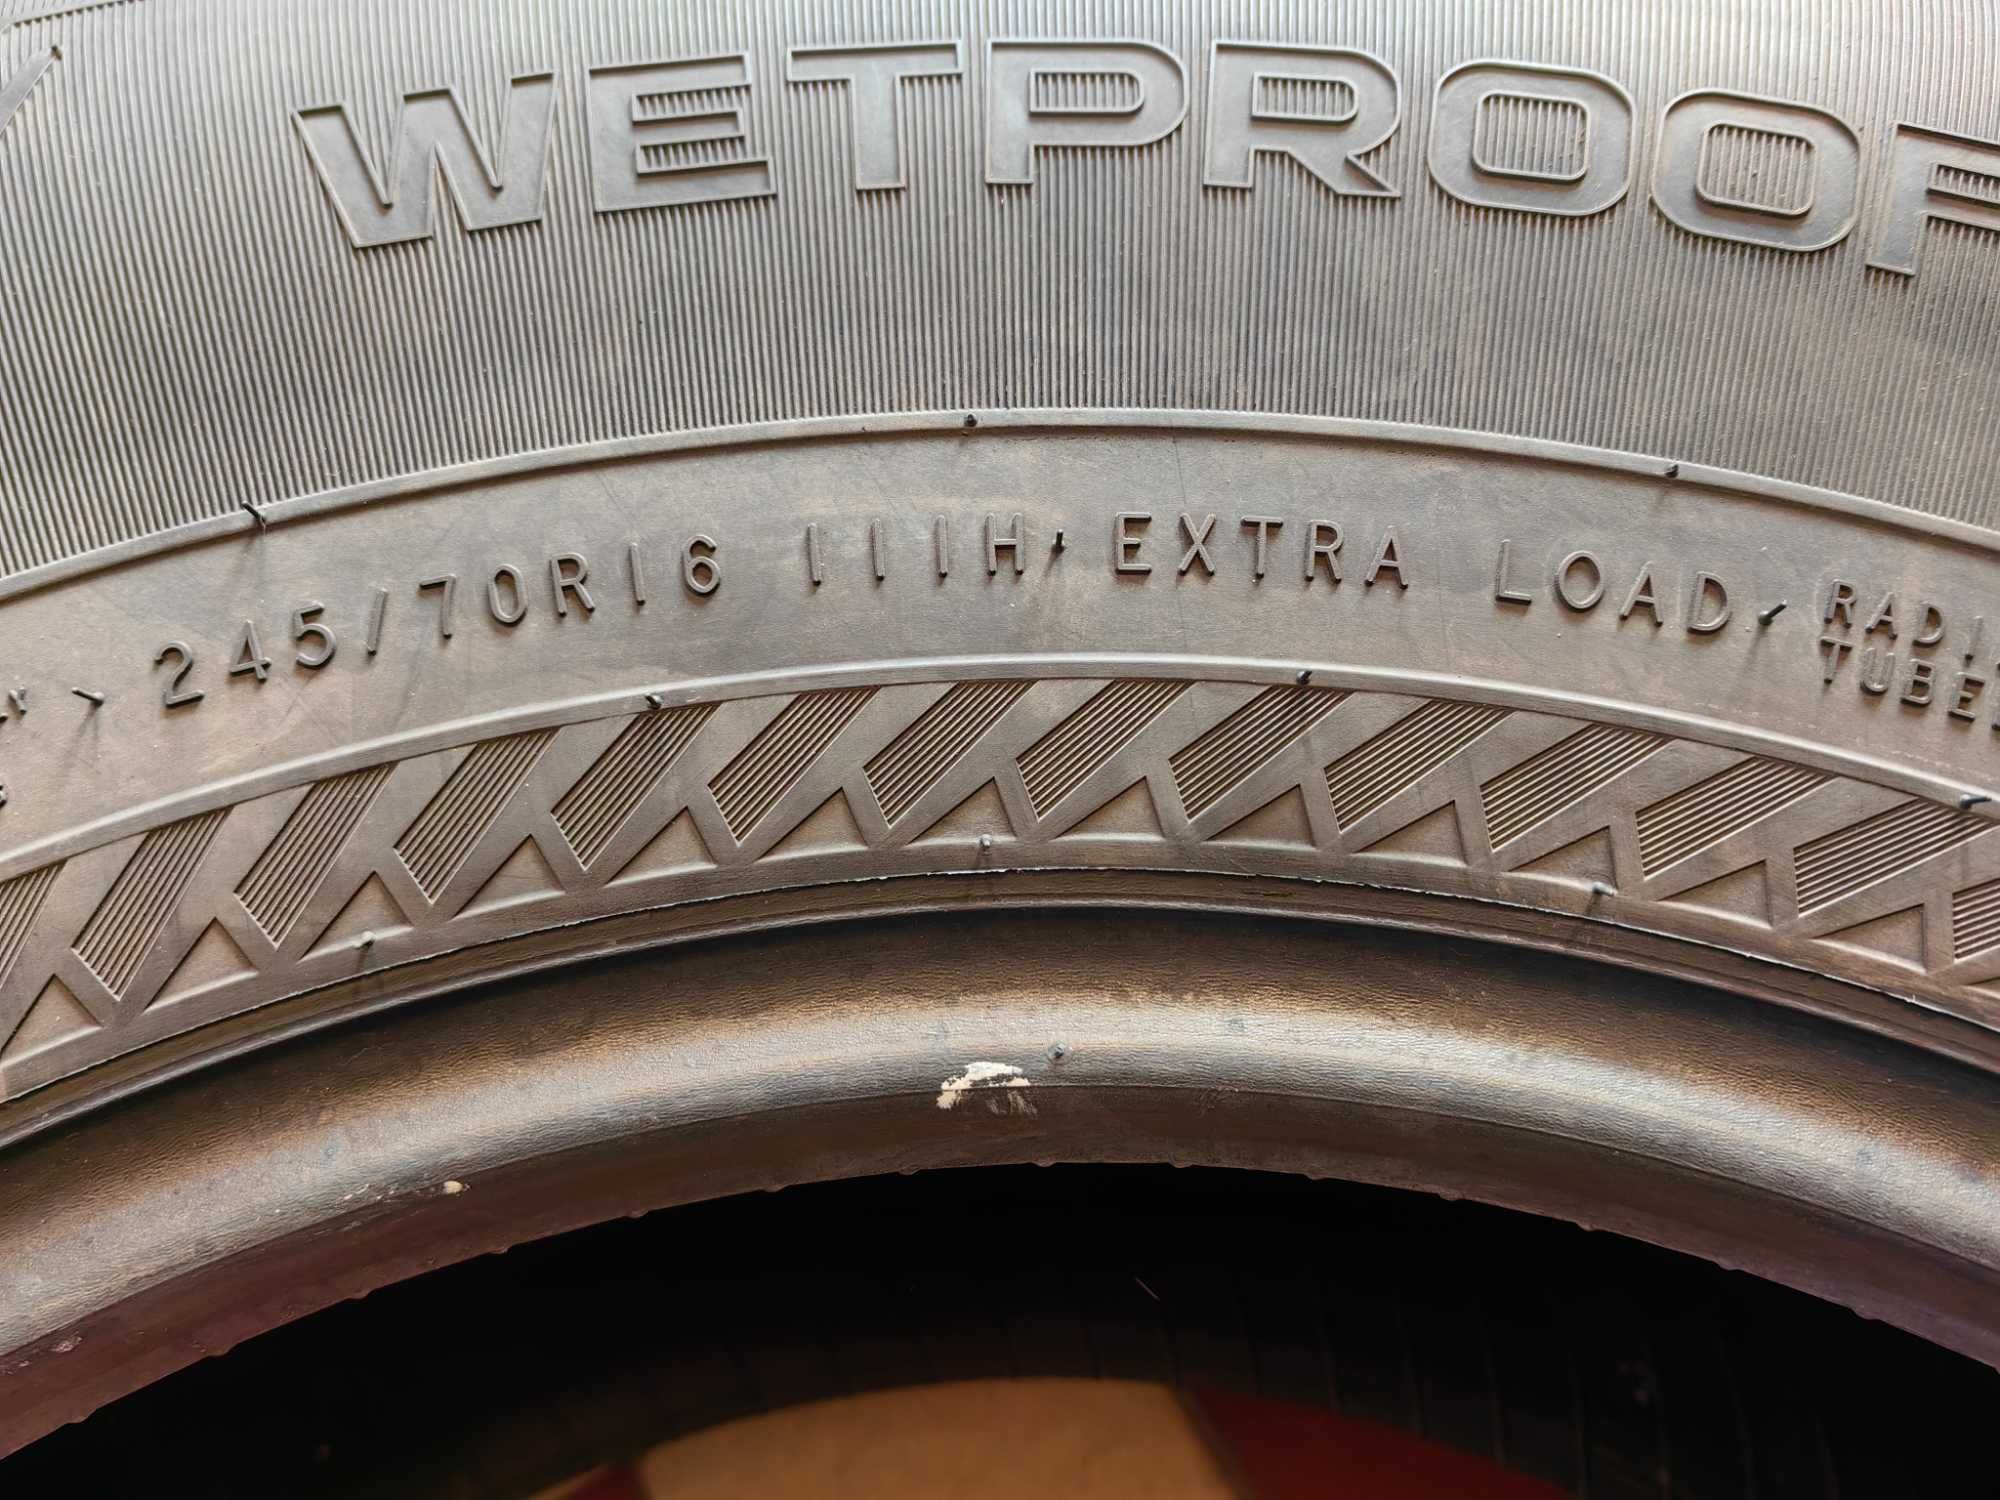 WETPROOF
245/70R16 111H EXTRA LOAD